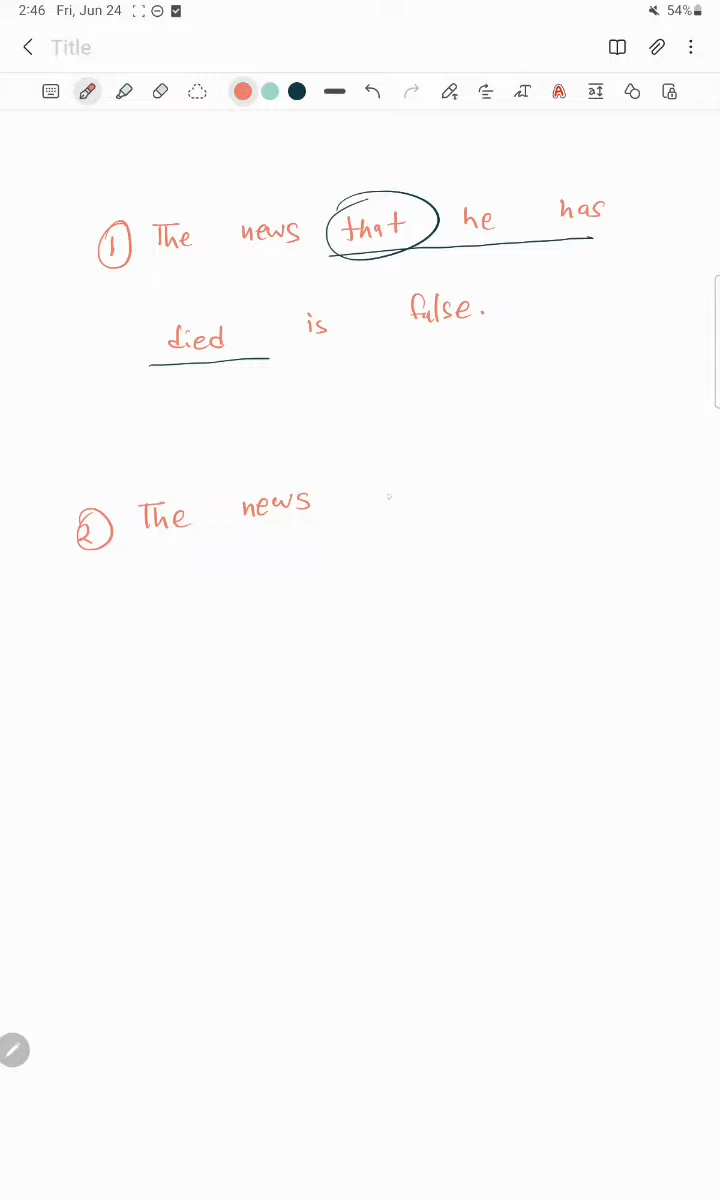 2:46 Fri, Jun 24 54%
Title
① The news that he has
died is false.
② The news